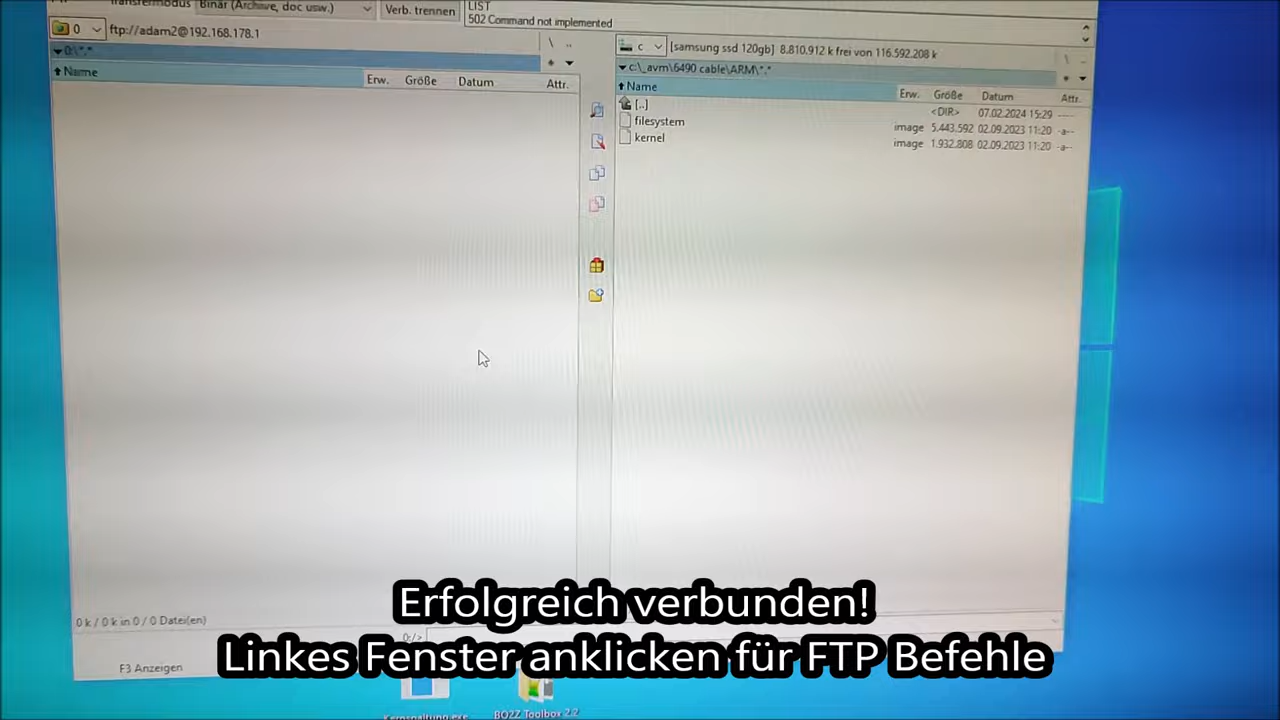 Transfermodus Binär (Archive, doc usw.) Verb. trennen
LIST
502 Command not implemented
0 ftp://adam2@192.168.178.1
\ ..
0:\*.*
* ▼
Name Erw. Größe Datum Attr.
c [samsung ssd 120gb] 8.810.912 k frei von 116.592.208 k
\ ..
c:\_avm\6490 cable\ARM\*.*
* ▼
Name Erw. Größe Datum Attr.
[..] <DIR> 07.02.2024 15:29 ----
filesystem image 5.443.592 02.09.2023 11:20 -a--
kernel image 1.932.808 02.09.2023 11:20 -a--
0 k / 0 k in 0 / 0 Datei(en)
0:/>
F3 Anzeigen
Erfolgreich verbunden!
Linkes Fenster anklicken für FTP Befehle
BO2Z Toolbox 2.2